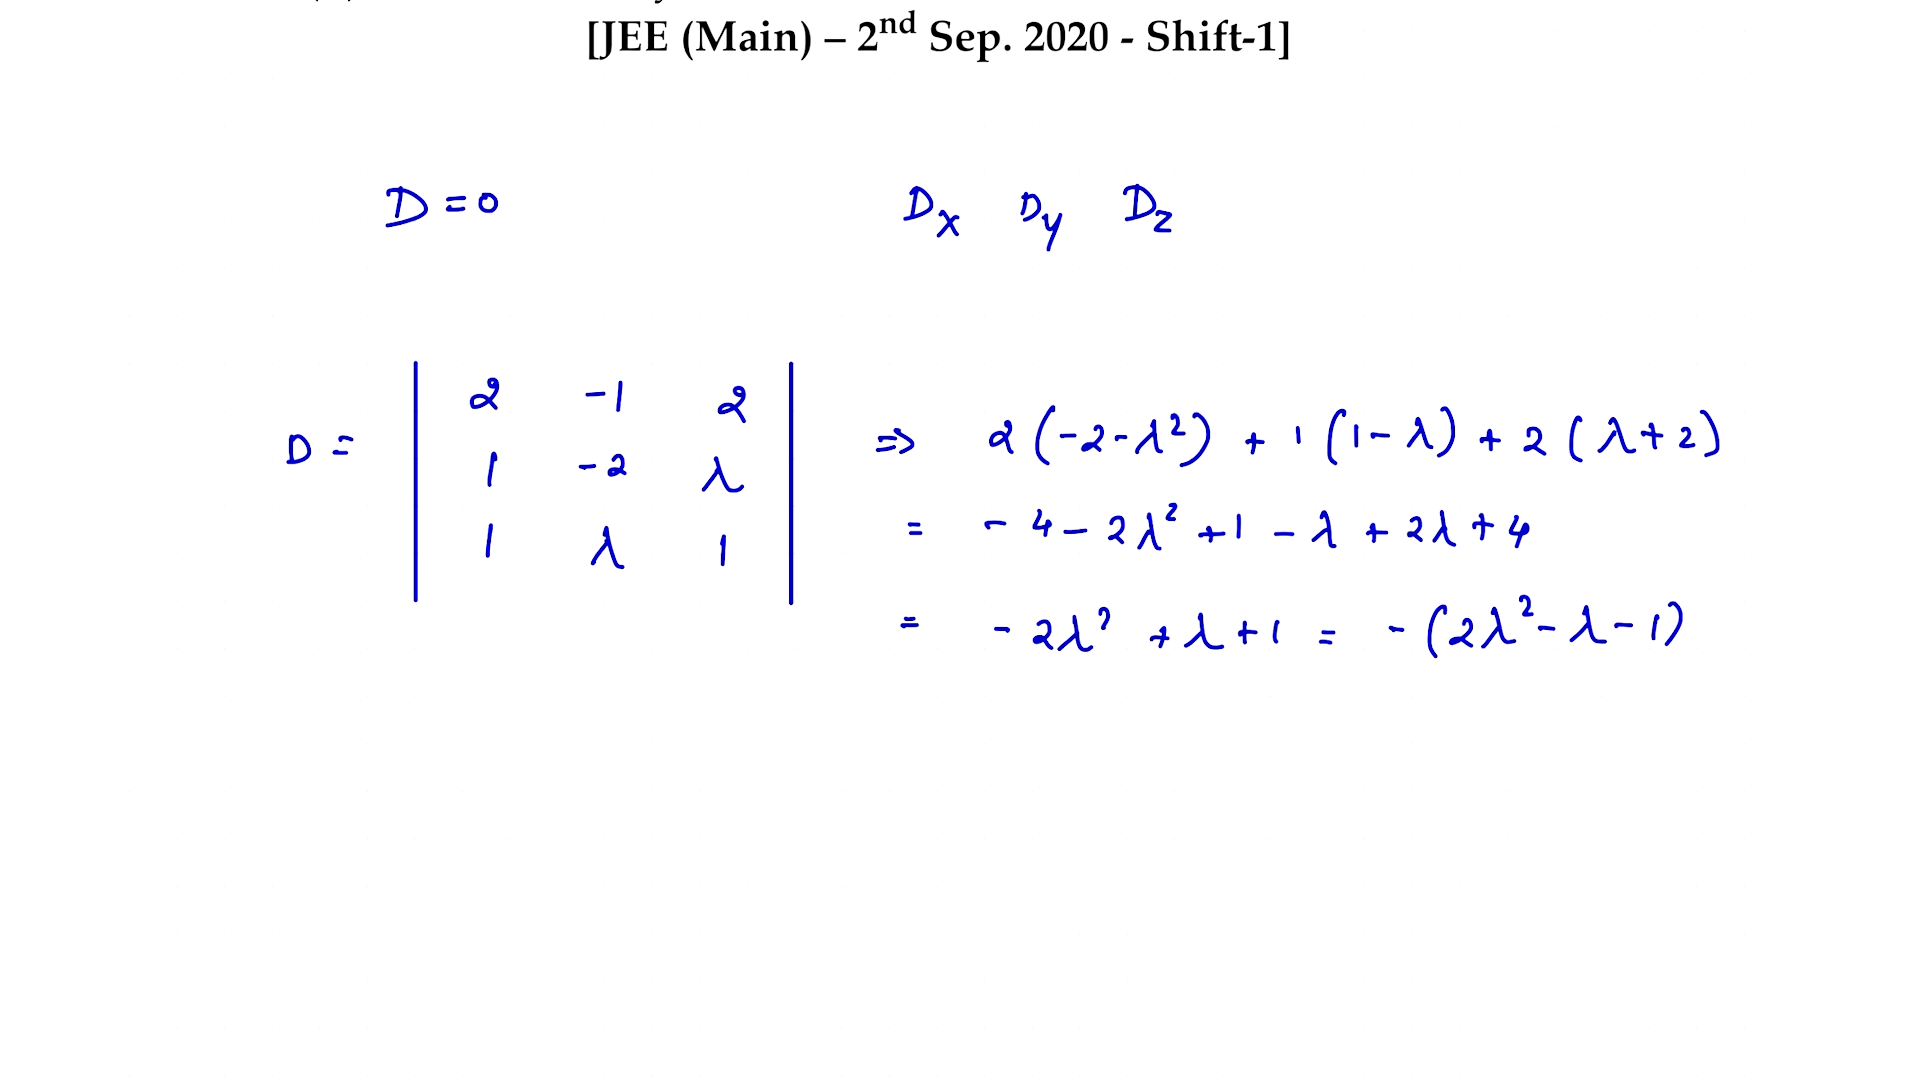 [JEE (Main) – 2nd Sep. 2020 - Shift-1]
D = 0 Dx Dy Dz
2 -1 2
D = 1 -2 λ ⇒ 2(-2-λ²) + 1(1-λ) + 2(λ+2)
1 λ 1 = -4-2λ²+1-λ+2λ+4
= -2λ²+λ+1 = -(2λ²-λ-1)